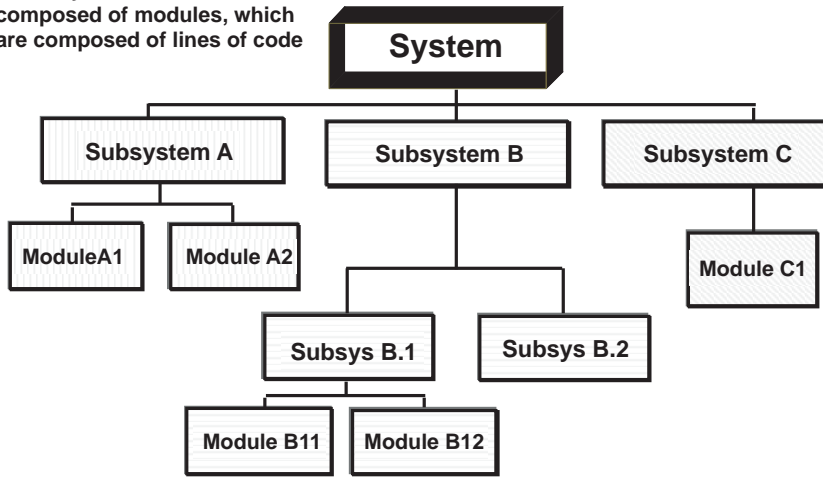 composed of modules, which
are composed of lines of code
System
Subsystem A
Subsystem B
Subsystem C
ModuleA1
Module A2
Module C1
Subsys B.1
Subsys B.2
Module B11
Module B12